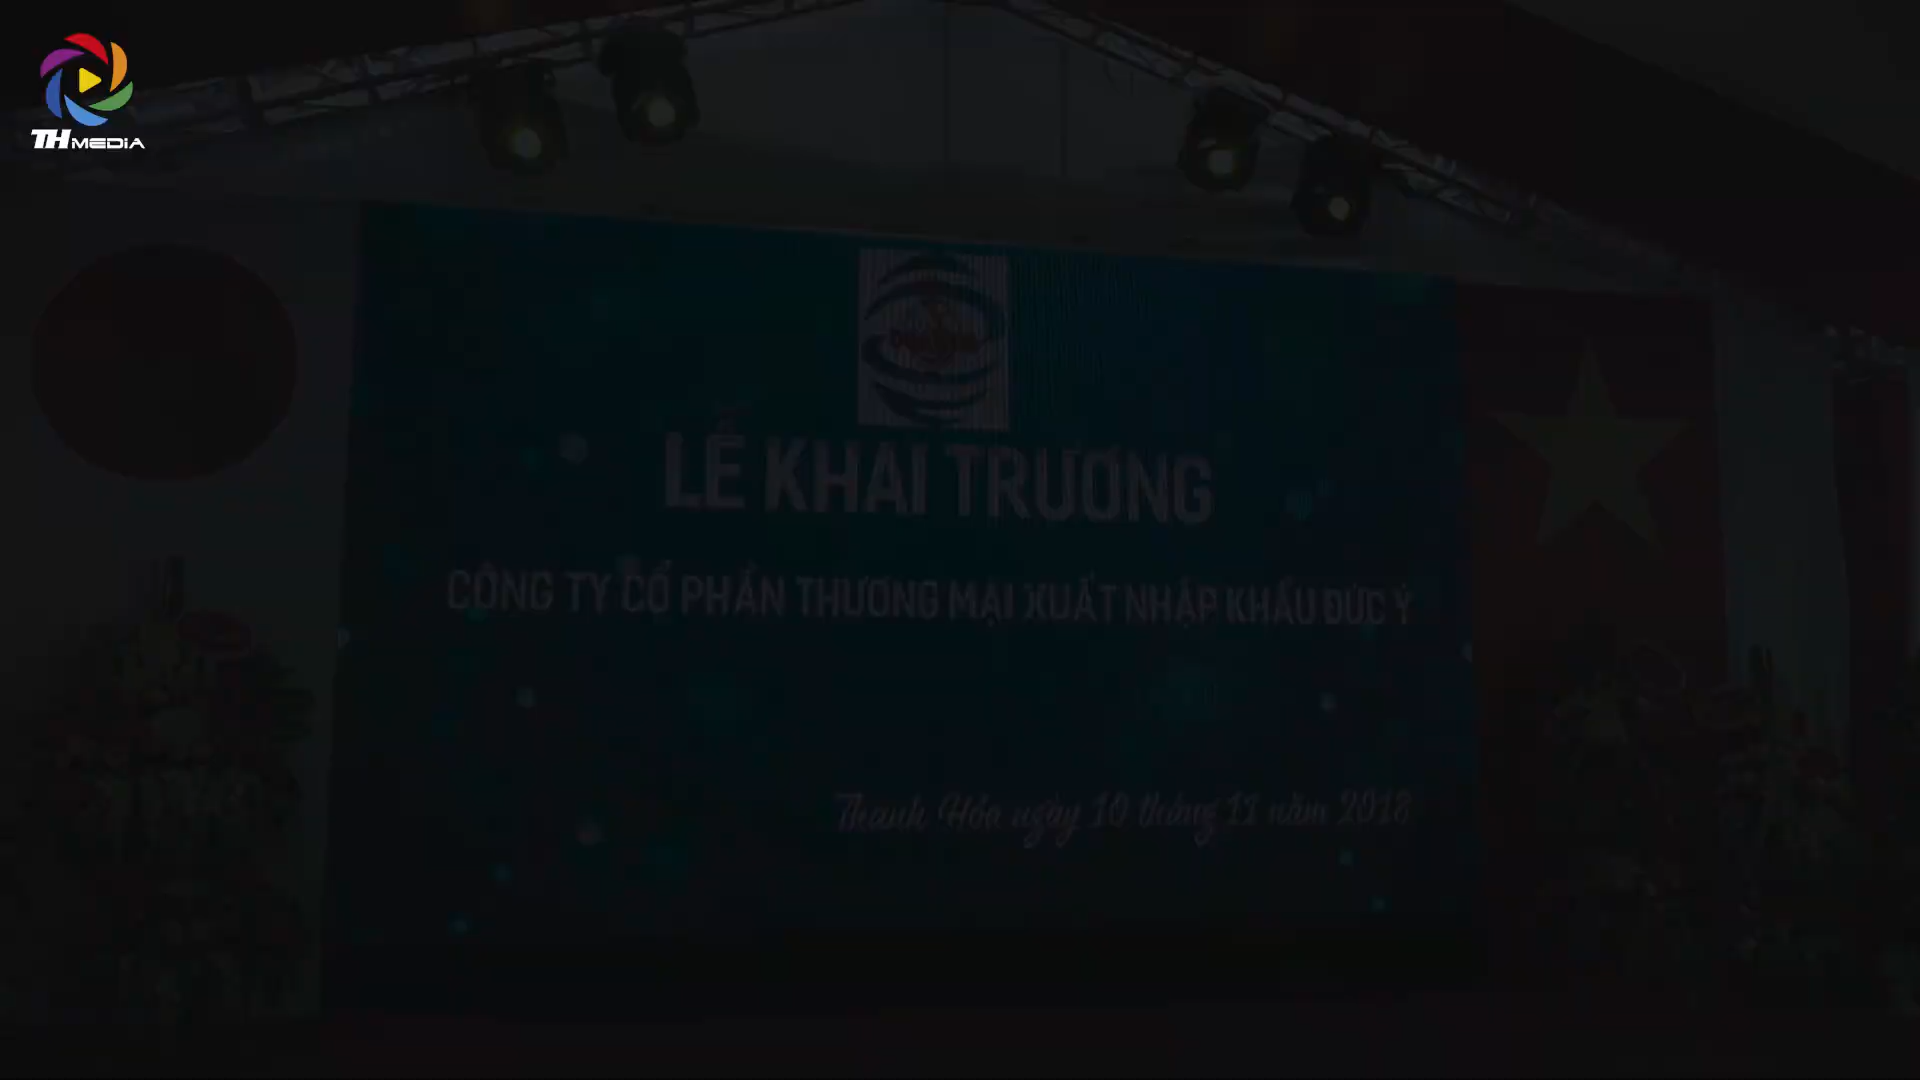 TH MEDIA
LỄ KHAI TRƯƠNG
CÔNG TY CỔ PHẦN THƯƠNG MẠI XUẤT NHẬP KHẨU ĐỨC Ý
Thanh Hóa ngày 10 tháng 11 năm 2018